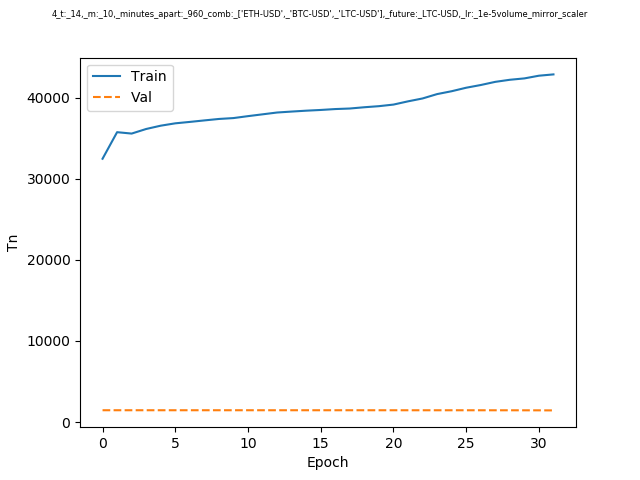 4_t:_14,_m:_10,_minutes_apart:_960_comb:_['ETH-USD',_'BTC-USD',_'LTC-USD'],_future:_LTC-USD,_lr:_1e-5volume_mirror_scaler
Train
Val
40000
30000
20000
10000
0
Tn
0 5 10 15 20 25 30
Epoch